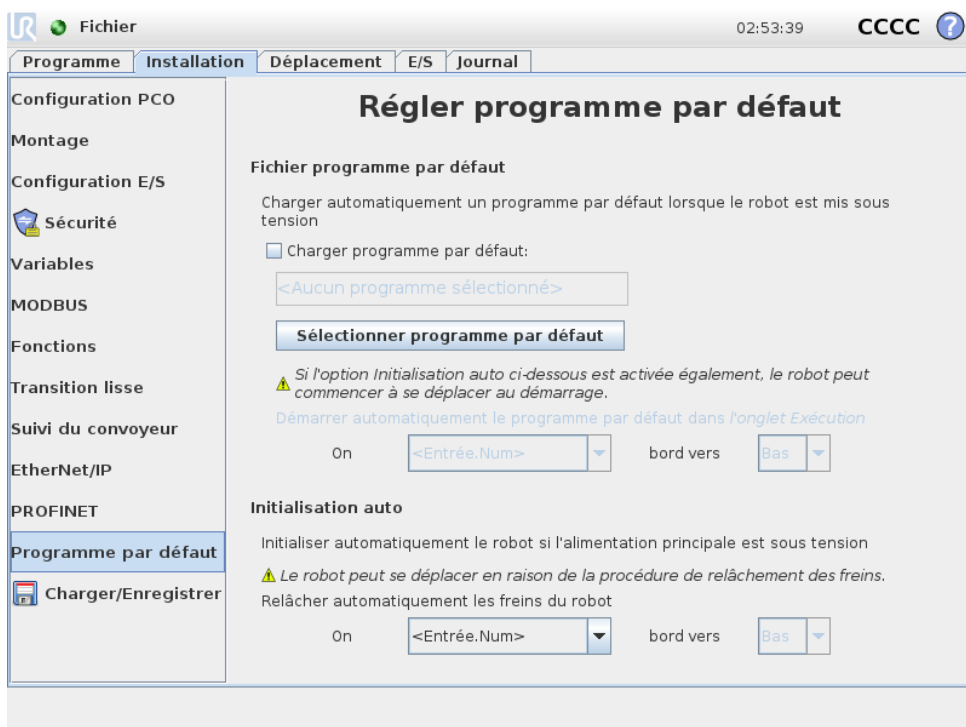 UR Fichier 02:53:39 CCCC ?
Programme Installation Déplacement E/S Journal
Configuration PCO
Montage
Configuration E/S
Sécurité
Variables
MODBUS
Fonctions
Transition lisse
Suivi du convoyeur
EtherNet/IP
PROFINET
Programme par défaut
Charger/Enregistrer
Régler programme par défaut
Fichier programme par défaut
Charger automatiquement un programme par défaut lorsque le robot est mis sous
tension
Charger programme par défaut:
<Aucun programme sélectionné>
Sélectionner programme par défaut
Si l'option Initialisation auto ci-dessous est activée également, le robot peut
commencer à se déplacer au démarrage.
Démarrer automatiquement le programme par défaut dans l'onglet Exécution
On <Entrée.Num> bord vers Bas
Initialisation auto
Initialiser automatiquement le robot si l'alimentation principale est sous tension
Le robot peut se déplacer en raison de la procédure de relâchement des freins.
Relâcher automatiquement les freins du robot
On <Entrée.Num> bord vers Bas